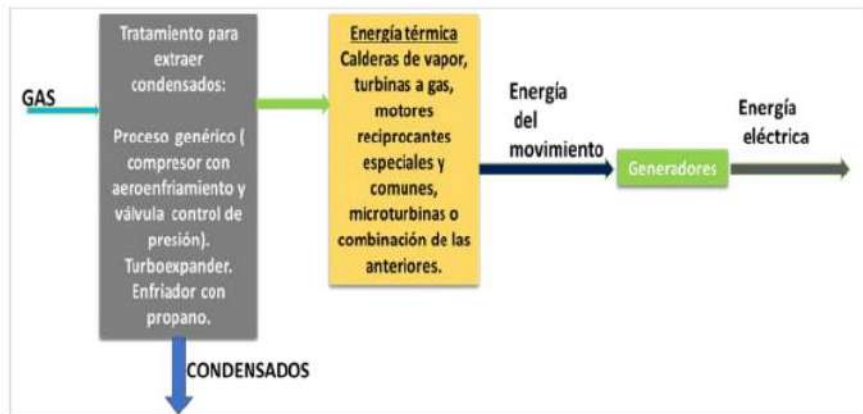 GAS
Tratamiento para
extraer
condensados:
Proceso genérico (
compresor con
aeroenfriamiento y
válvula control de
presión).
Turboexpander.
Enfriador con
propano.
CONDENSADOS
Energía térmica
Calderas de vapor,
turbinas a gas,
motores
reciprocantes
especiales y
comunes,
microturbinas o
combinación de las
anteriores.
Energía
del
movimiento
Generadores
Energía
eléctrica